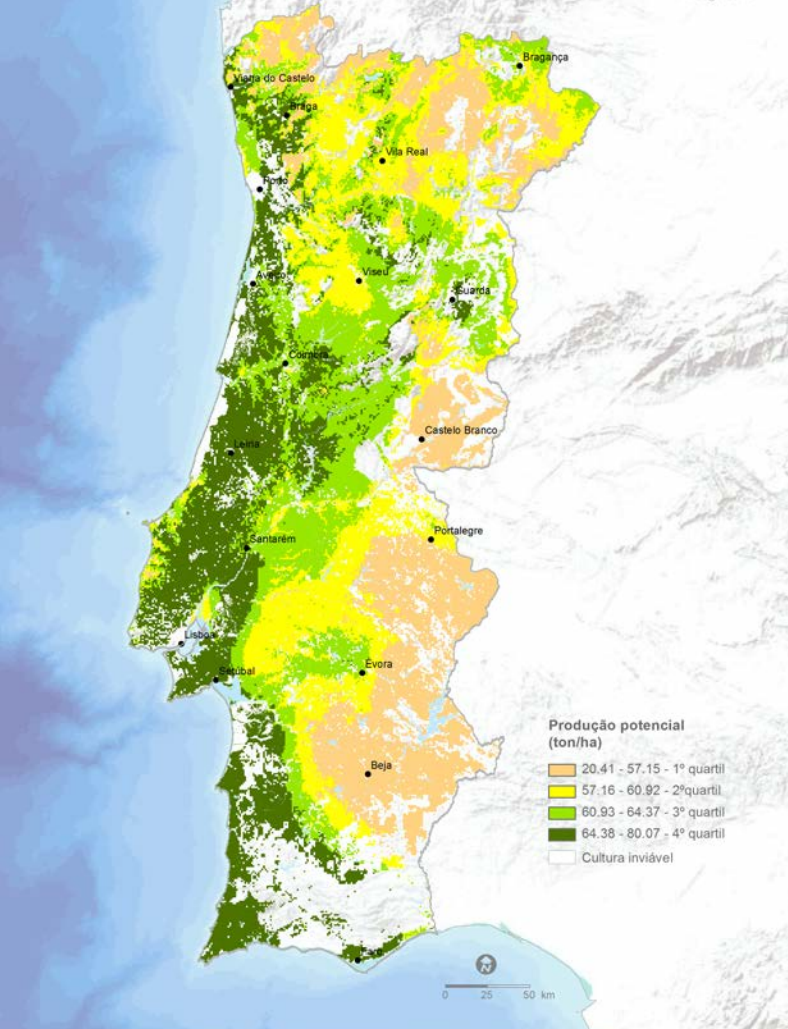 Bragança
Viana do Castelo
Braga
Vila Real
Porto
Viseu
Aveiro
Guarda
Coimbra
Castelo Branco
Leiria
Portalegre
Santarém
Lisboa
Évora
Setúbal
Produção potencial
(ton/ha)
20.41 - 57.15 - 1º quartil
57.16 - 60.92 - 2ºquartil
60.93 - 64.37 - 3º quartil
64.38 - 80.07 - 4º quartil
Cultura inviável
Beja
N
0 25 50 km